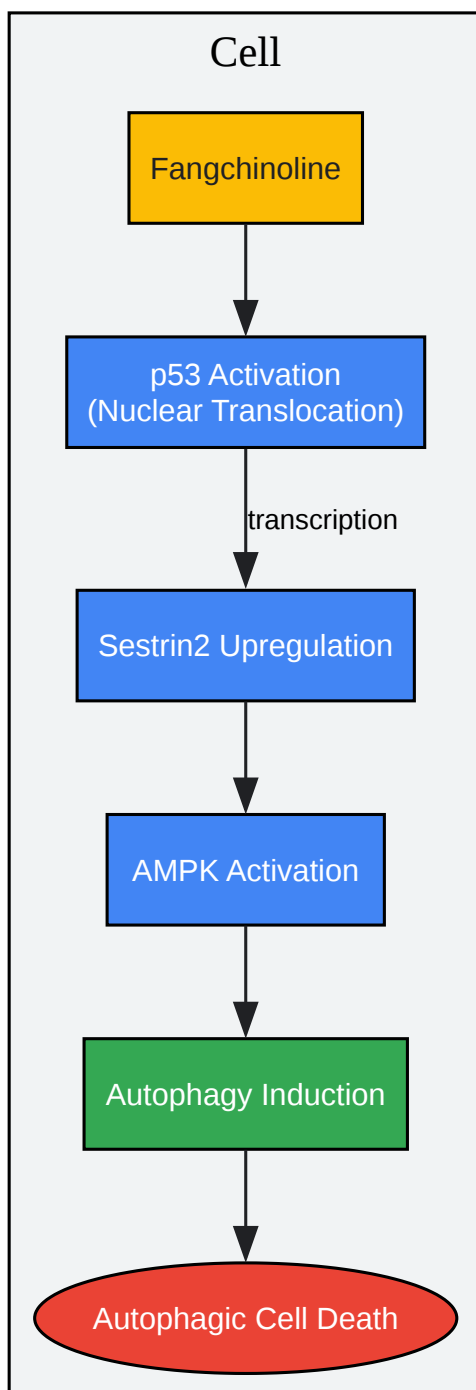 Cell
Fangchinoline
p53 Activation
(Nuclear Translocation)
transcription
Sestrin2 Upregulation
AMPK Activation
Autophagy Induction
Autophagic Cell Death